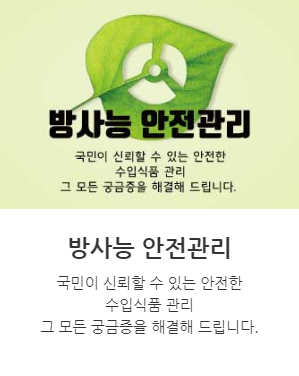 방사능 안전관리
국민이 신뢰할 수 있는 안전한
수입식품 관리
그 모든 궁금증을 해결해 드립니다.
방사능 안전관리
국민이 신뢰할 수 있는 안전한
수입식품 관리
그 모든 궁금증을 해결해 드립니다.